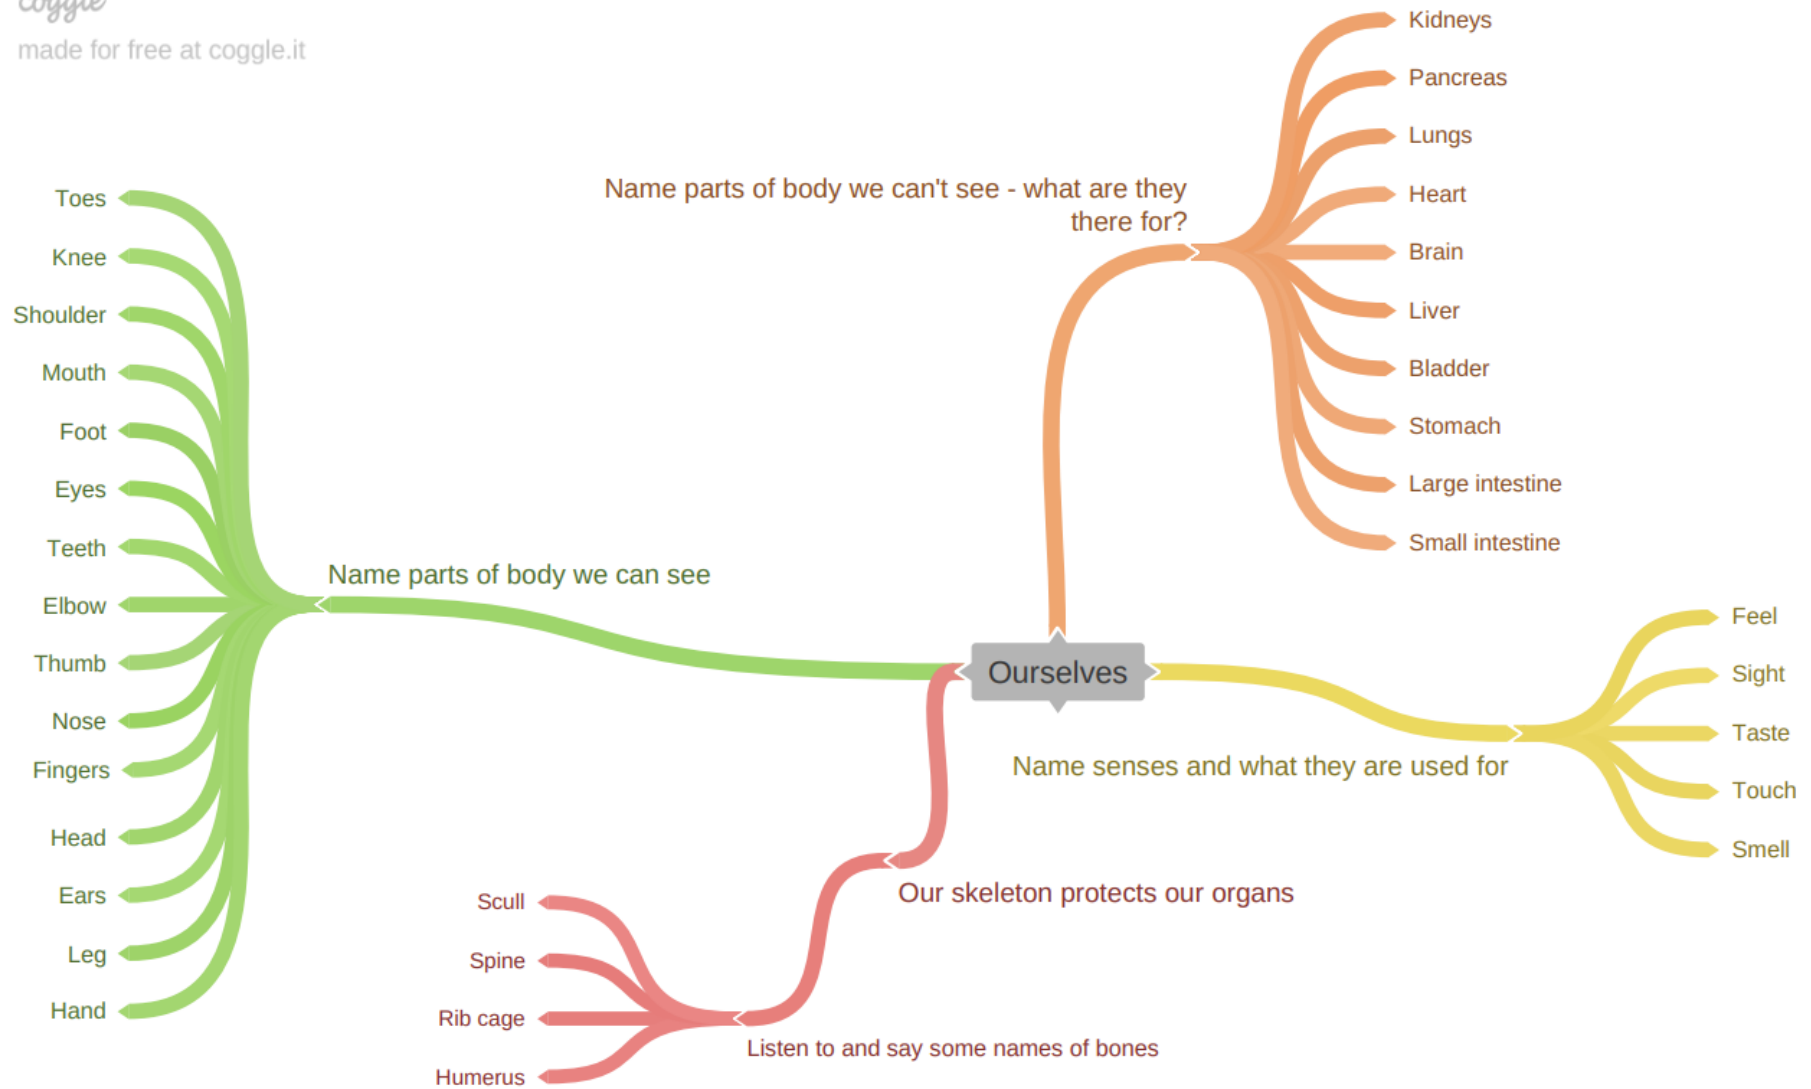 coggle
made for free at coggle.it
Kidneys
Pancreas
Lungs
Heart
Brain
Liver
Bladder
Stomach
Large intestine
Small intestine
Name parts of body we can't see - what are they
there for?
Toes
Knee
Shoulder
Mouth
Foot
Eyes
Teeth
Elbow
Thumb
Nose
Fingers
Head
Ears
Leg
Hand
Name parts of body we can see
Ourselves
Feel
Sight
Taste
Touch
Smell
Name senses and what they are used for
Our skeleton protects our organs
Scull
Spine
Rib cage
Humerus
Listen to and say some names of bones